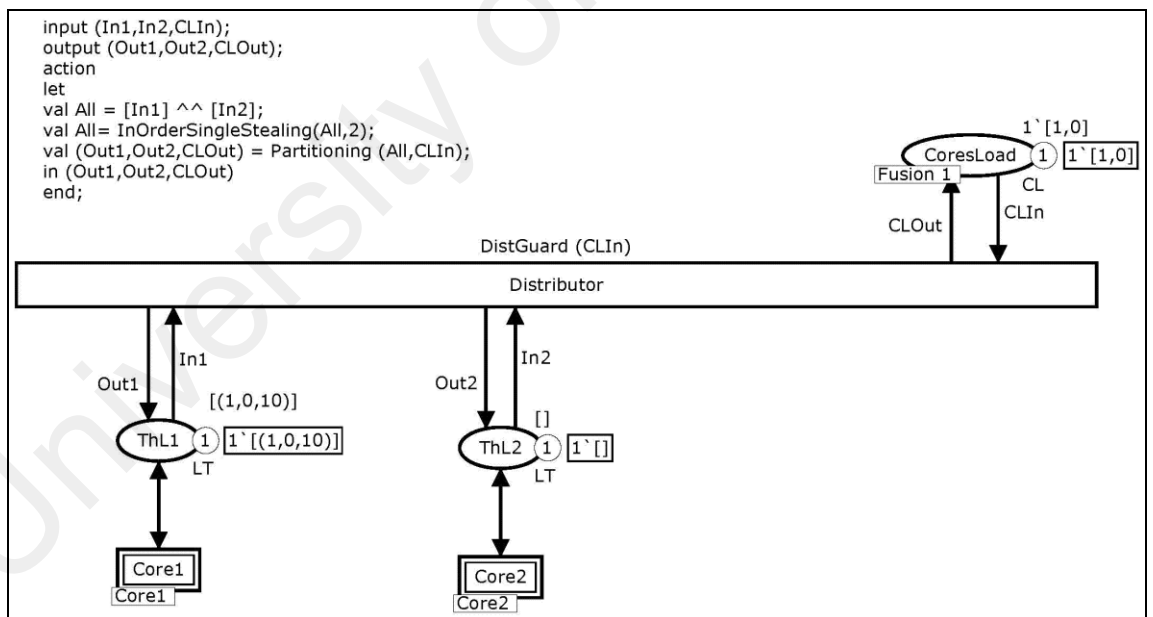 input (In1,In2,CLIn);
output (Out1,Out2,CLOut);
action
let
val All = [In1] ^^ [In2];
val All= InOrderSingleStealing(All,2);
val (Out1,Out2,CLOut) = Partitioning (All,CLIn);
in (Out1,Out2,CLOut)
end;
1`[1,0]
CoresLoad 1 1`[1,0]
Fusion 1
CL
CLOut CLIn
DistGuard (CLIn)
Distributor
In1 In2
Out1 Out2
[(1,0,10)] []
ThL1 1 1`[(1,0,10)] ThL2 1 1`[]
LT LT
Core1 Core2
Core1 Core2
University of